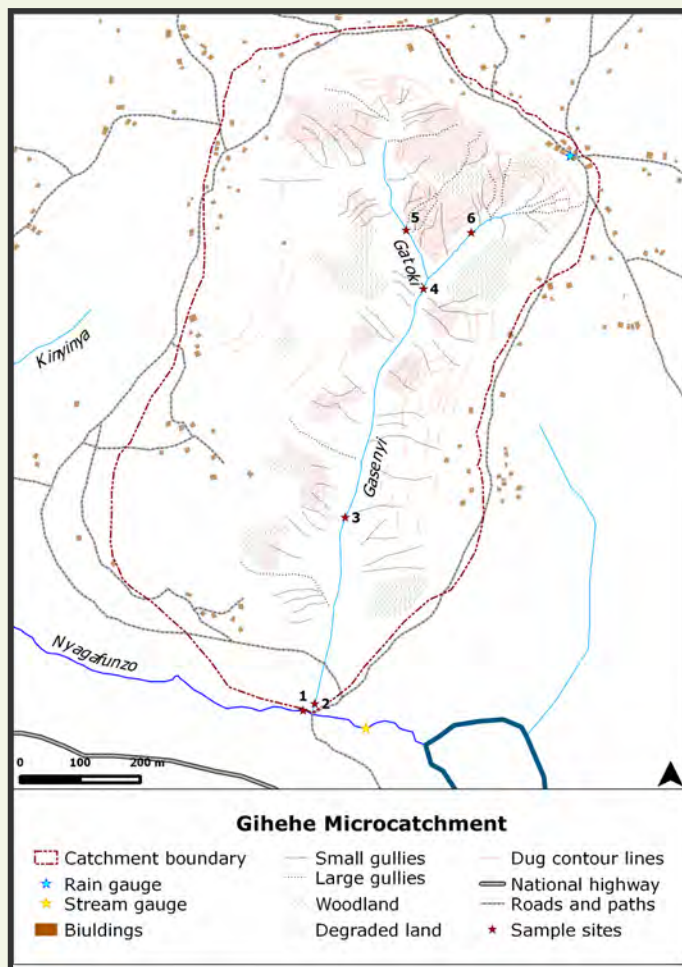 5
6
Gatoki
4
Kinyinya
Gasenyi
3
Nyagafunzo
1
2
0 100 200 m
Gihehe Microcatchment
Catchment boundary
Rain gauge
Stream gauge
Biuldings
Small gullies
Large gullies
Woodland
Degraded land
Dug contour lines
National highway
Roads and paths
Sample sites